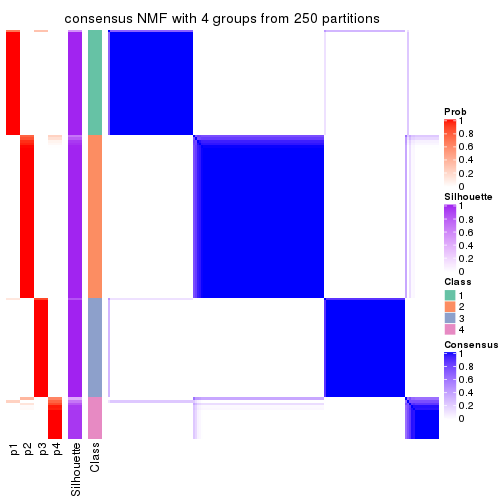 consensus NMF with 4 groups from 250 partitions
Prob
1
0.8
0.6
0.4
0.2
0
Silhouette
1
0.8
0.6
0.4
0.2
0
Class
1
2
3
4
Consensus
1
0.8
0.6
0.4
0.2
0
p1
p2
p3
p4
Silhouette
Class